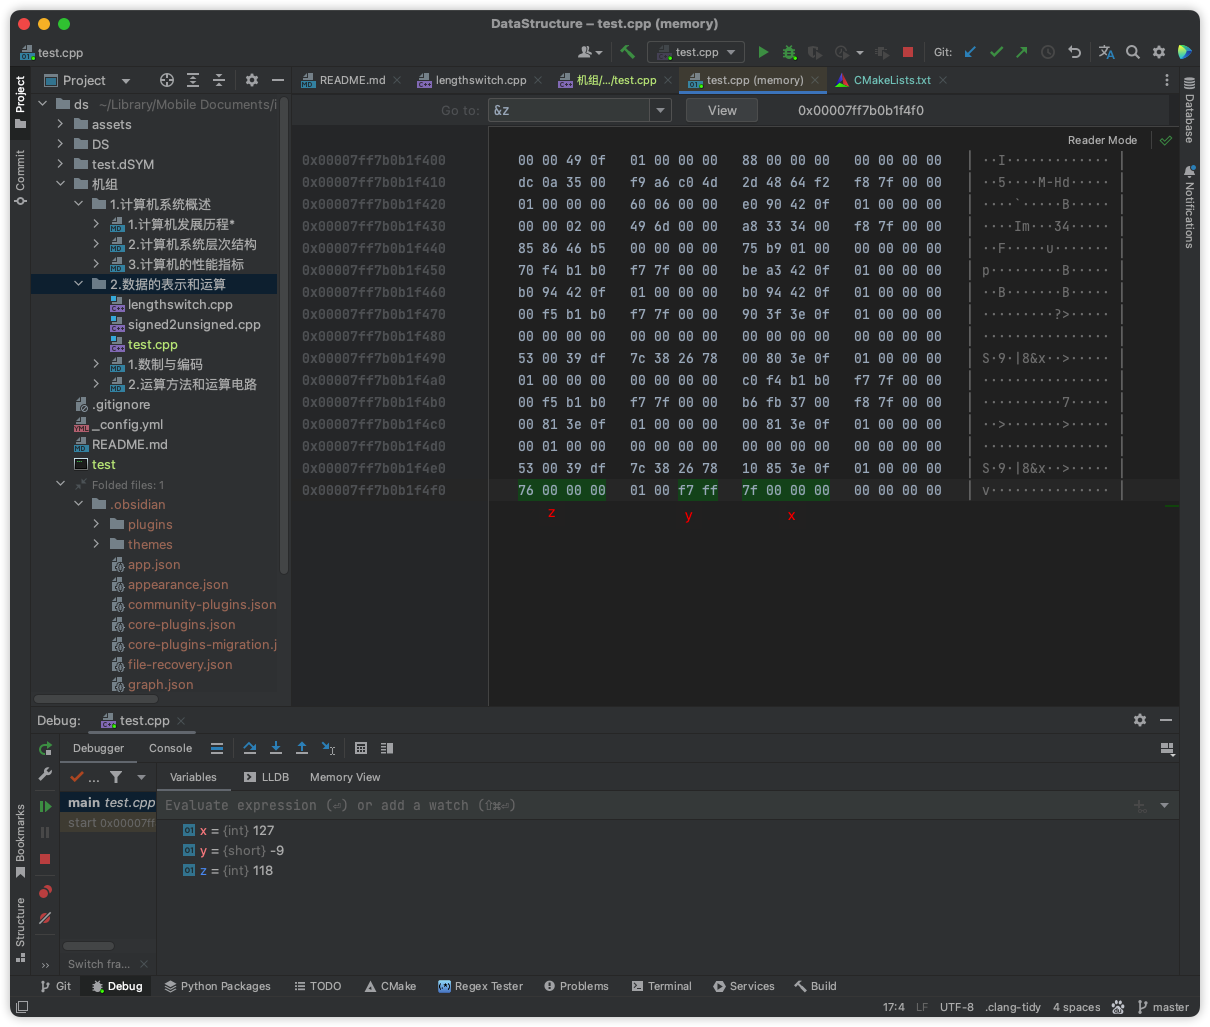 DataStructure – test.cpp (memory)
test.cpp
test.cpp
Git:
Project
README.md
lengthswitch.cpp
机组/.../test.cpp
test.cpp (memory)
CMakeLists.txt
Go to:
&z
View
0x00007ff7b0b1f4f0
Reader Mode
Project
Commit
Bookmarks
Structure
Database
Notifications
ds ~/Library/Mobile Documents/i
assets
DS
test.dSYM
机组
1.计算机系统概述
1.计算机发展历程*
2.计算机系统层次结构
3.计算机的性能指标
2.数据的表示和运算
lengthswitch.cpp
signed2unsigned.cpp
test.cpp
1.数制与编码
2.运算方法和运算电路
.gitignore
_config.yml
README.md
test
Folded files: 1
.obsidian
plugins
themes
app.json
appearance.json
community-plugins.json
core-plugins.json
core-plugins-migration.j
file-recovery.json
graph.json
0x00007ff7b0b1f400 00 00 49 0f 01 00 00 00 88 00 00 00 00 00 00 00 | ··I············· |
0x00007ff7b0b1f410 dc 0a 35 00 f9 a6 c0 4d 2d 48 64 f2 f8 7f 00 00 | ··5····M-Hd····· |
0x00007ff7b0b1f420 01 00 00 00 60 06 00 00 e0 90 42 0f 01 00 00 00 | ····`·····B····· |
0x00007ff7b0b1f430 00 00 02 00 49 6d 00 00 a8 33 34 00 f8 7f 00 00 | ····Im···34····· |
0x00007ff7b0b1f440 85 86 46 b5 00 00 00 00 75 b9 01 00 00 00 00 00 | ··F·····u······· |
0x00007ff7b0b1f450 70 f4 b1 b0 f7 7f 00 00 be a3 42 0f 01 00 00 00 | p·········B····· |
0x00007ff7b0b1f460 b0 94 42 0f 01 00 00 00 b0 94 42 0f 01 00 00 00 | ··B·······B····· |
0x00007ff7b0b1f470 00 f5 b1 b0 f7 7f 00 00 90 3f 3e 0f 01 00 00 00 | ·········?>····· |
0x00007ff7b0b1f480 00 00 00 00 00 00 00 00 00 00 00 00 00 00 00 00 | ················ |
0x00007ff7b0b1f490 53 00 39 df 7c 38 26 78 00 80 3e 0f 01 00 00 00 | S·9·|8&x··>····· |
0x00007ff7b0b1f4a0 01 00 00 00 00 00 00 00 c0 f4 b1 b0 f7 7f 00 00 | ················ |
0x00007ff7b0b1f4b0 00 f5 b1 b0 f7 7f 00 00 b6 fb 37 00 f8 7f 00 00 | ··········7····· |
0x00007ff7b0b1f4c0 00 81 3e 0f 01 00 00 00 00 81 3e 0f 01 00 00 00 | ··>·······>····· |
0x00007ff7b0b1f4d0 00 01 00 00 00 00 00 00 00 00 00 00 00 00 00 00 | ················ |
0x00007ff7b0b1f4e0 53 00 39 df 7c 38 26 78 10 85 3e 0f 01 00 00 00 | S·9·|8&x··>····· |
0x00007ff7b0b1f4f0 76 00 00 00 01 00 f7 ff 7f 00 00 00 00 00 00 00 | v··············· |
z y x
Debug:
test.cpp
Debugger
Console
Variables
LLDB
Memory View
main test.cpp
start 0x00007ff
Evaluate expression (⏎) or add a watch (⇧⌘⏎)
x = {int} 127
y = {short} -9
z = {int} 118
Switch fra...
Git
Debug
Python Packages
TODO
CMake
Regex Tester
Problems
Terminal
Services
Build
17:4 LF UTF-8 .clang-tidy 4 spaces master